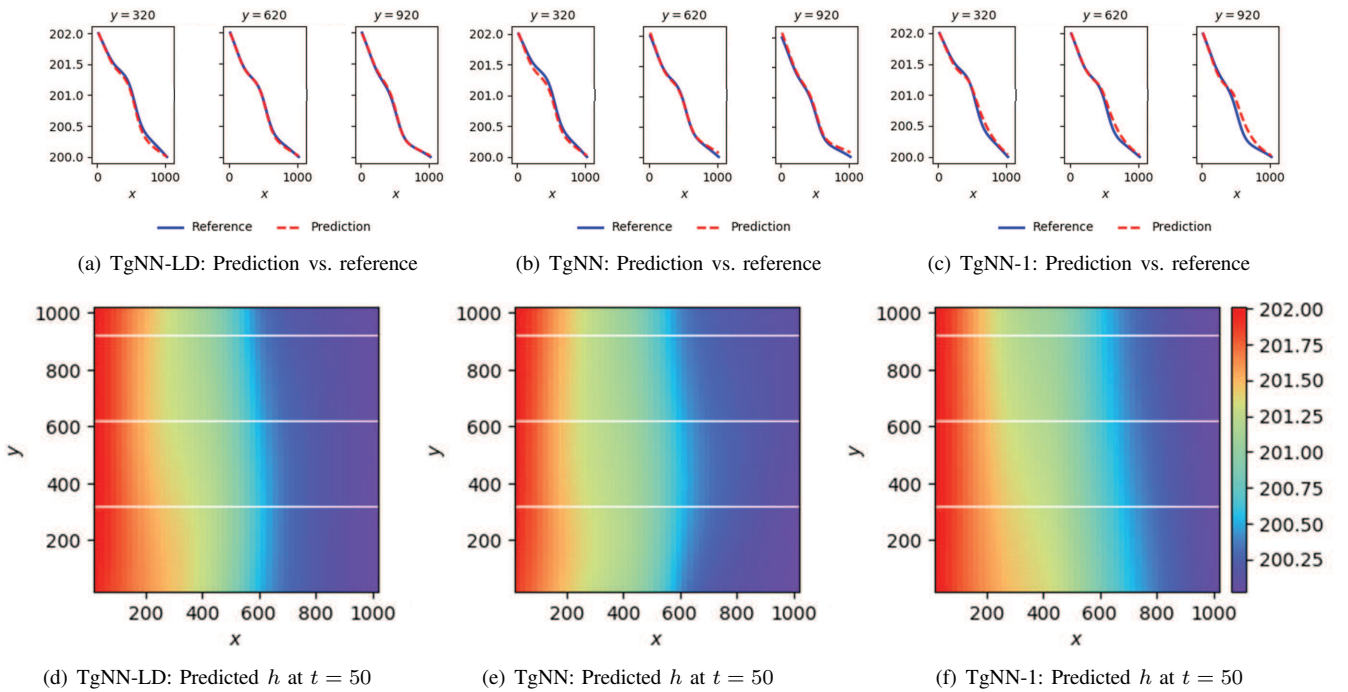 y = 320 y = 620 y = 920 y = 320 y = 620 y = 920 y = 320 y = 620 y = 920
202.0 202.0 202.0
201.5 201.5 201.5
201.0 201.0 201.0
200.5 200.5 200.5
200.0 200.0 200.0
0 1000 0 1000 0 1000 0 1000 0 1000 0 1000 0 1000 0 1000 0 1000
x x x x x x x x x
Reference Prediction Reference Prediction Reference Prediction
(a) TgNN-LD: Prediction vs. reference (b) TgNN: Prediction vs. reference (c) TgNN-1: Prediction vs. reference
1000 1000 1000 202.00
800 800 800 201.75
600 600 600 201.50
y y y 201.25
400 400 400 201.00
200 200 200 200.75
200.50
200.25
200 400 600 800 1000 200 400 600 800 1000 200 400 600 800 1000
x x x
(d) TgNN-LD: Predicted h at t = 50 (e) TgNN: Predicted h at t = 50 (f) TgNN-1: Predicted h at t = 50